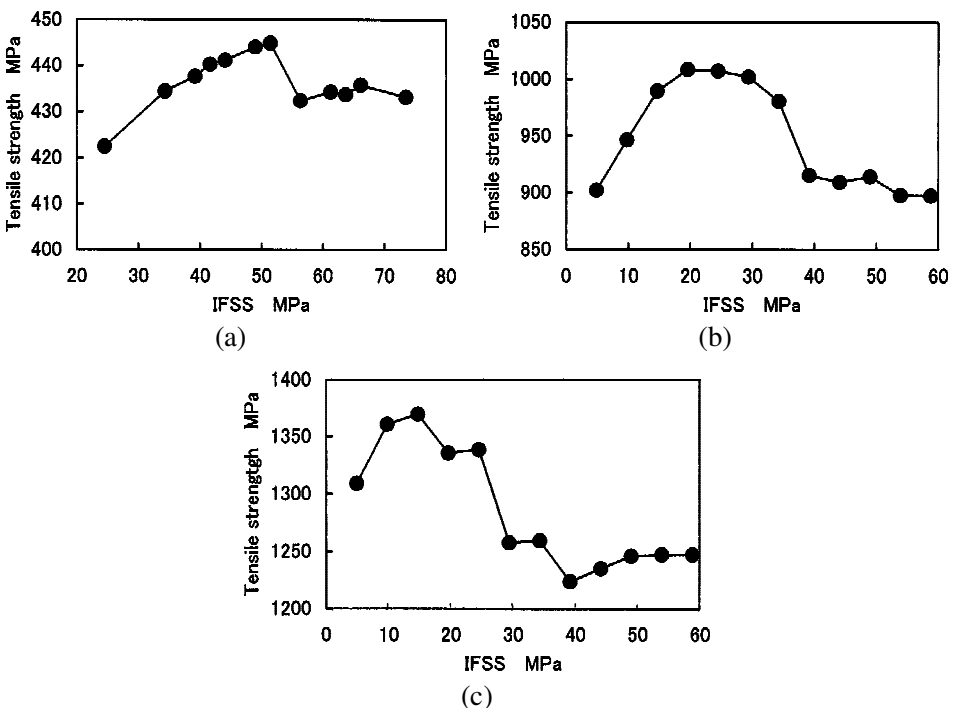 450
440
430
420
410
400
Tensile strength MPa
20 30 40 50 60 70 80
IFSS MPa
(a)
1050
1000
950
900
850
Tensile strength MPa
0 10 20 30 40 50 60
IFSS MPa
(b)
1400
1350
1300
1250
1200
Tensile strengtgh MPa
0 10 20 30 40 50 60
IFSS MPa
(c)